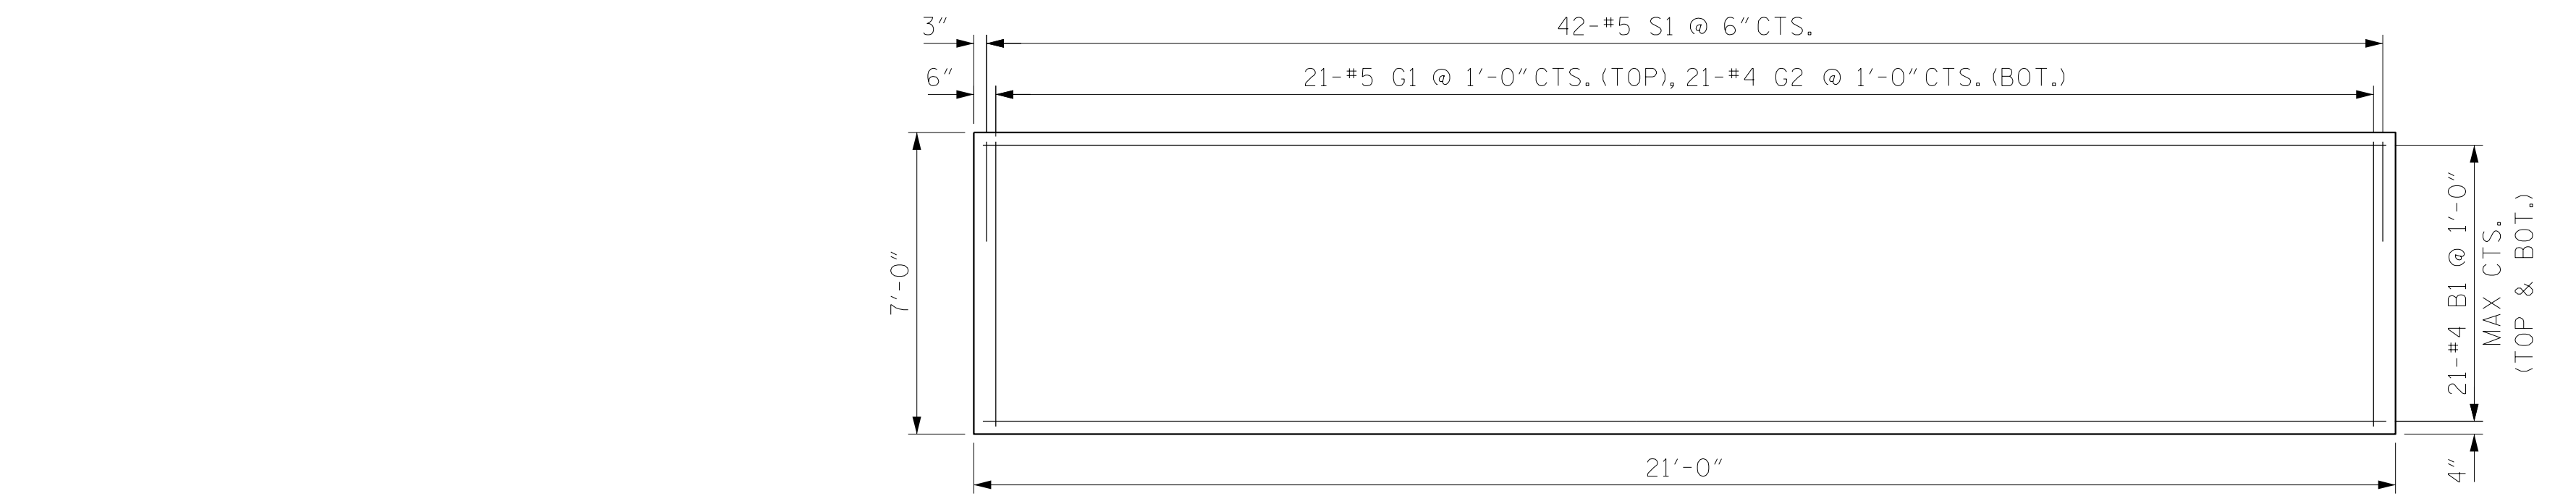 3" 42-#5 S1 @ 6"CTS.
6" 21-#5 G1 @ 1'-0"CTS.(TOP), 21-#4 G2 @ 1'-0"CTS.(BOT.)
7'-0"
21-#4 B1 @ 1'-0"
MAX CTS.
(TOP & BOT.)
4"
21'-0"